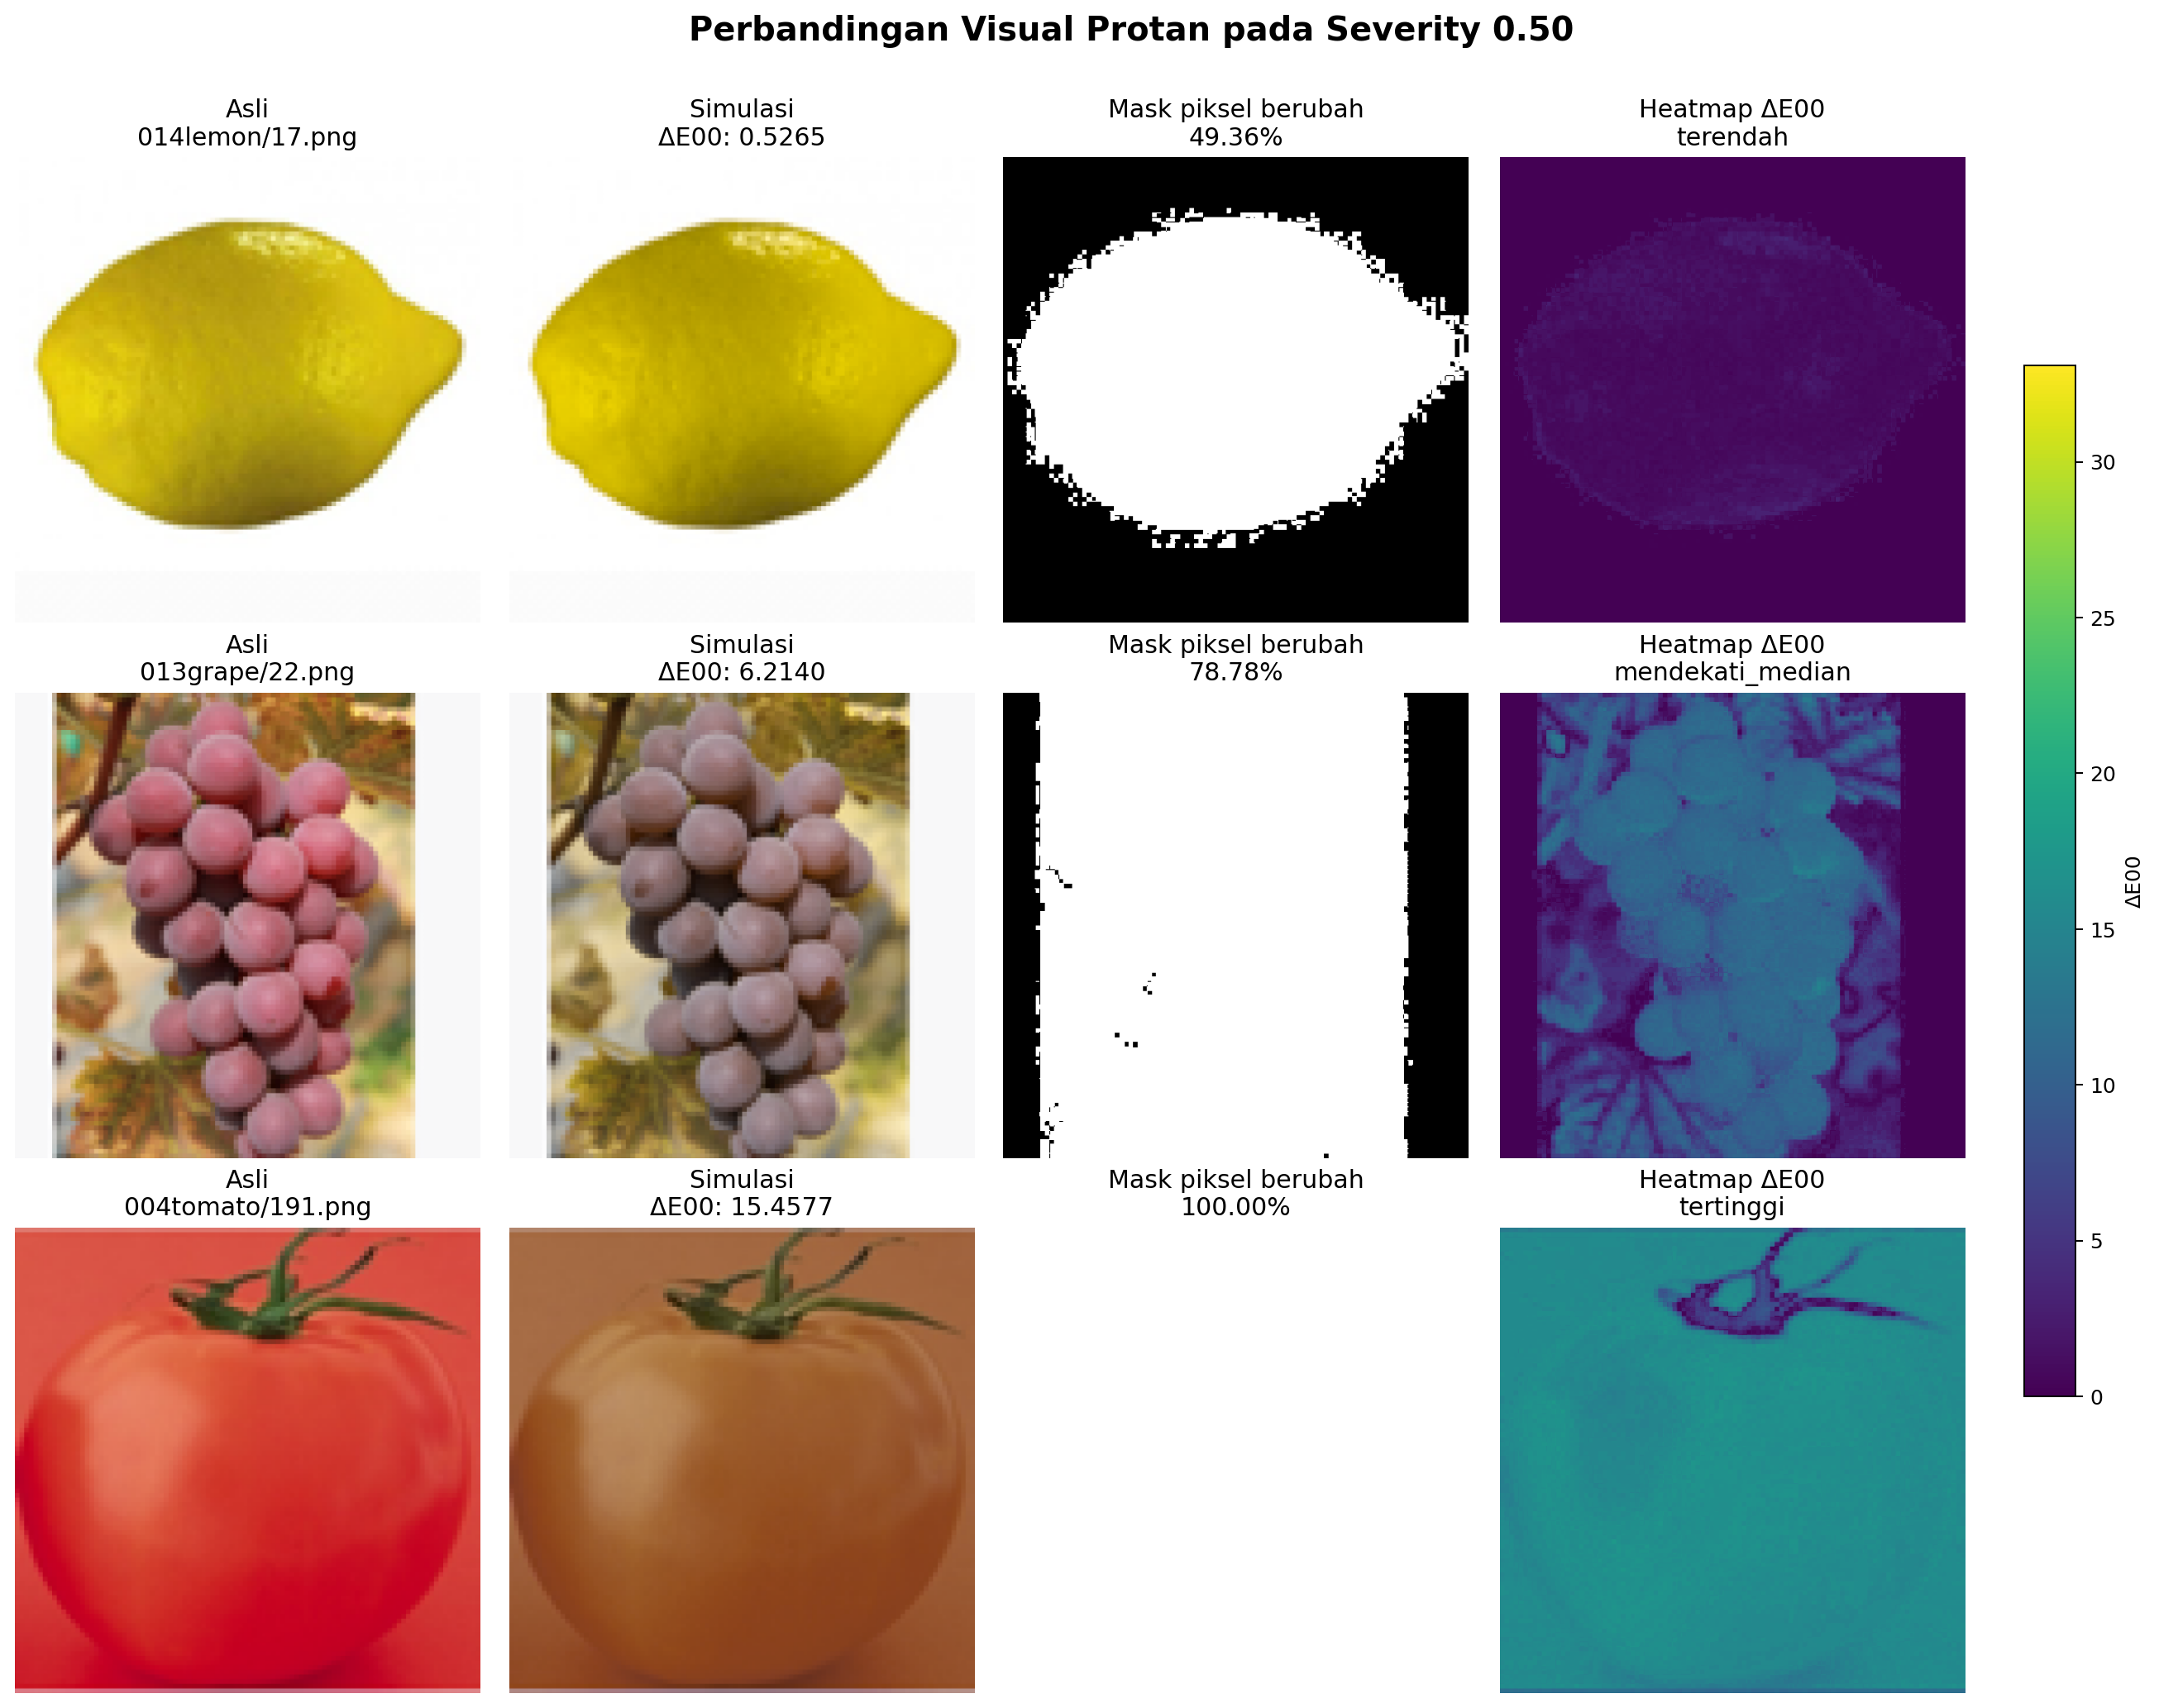 Perbandingan Visual Protan pada Severity 0.50
Asli
014lemon/17.png
Simulasi
ΔE00: 0.5265
Mask piksel berubah
49.36%
Heatmap ΔE00
terendah
Asli
013grape/22.png
Simulasi
ΔE00: 6.2140
Mask piksel berubah
78.78%
Heatmap ΔE00
mendekati_median
Asli
004tomato/191.png
Simulasi
ΔE00: 15.4577
Mask piksel berubah
100.00%
Heatmap ΔE00
tertinggi
30
25
20
15
10
5
0
ΔE00